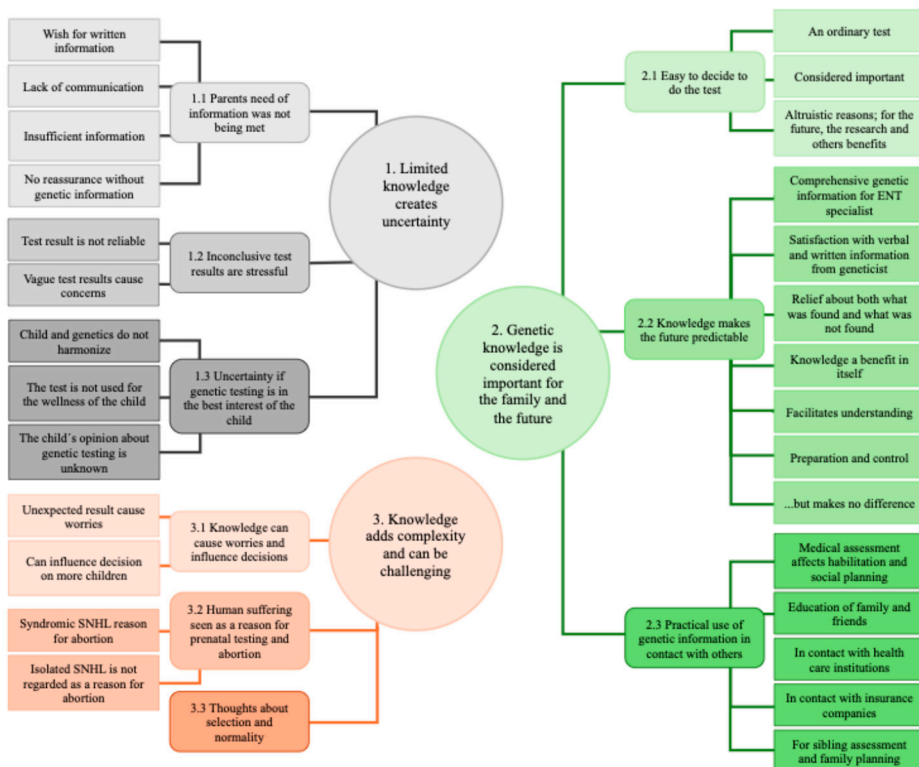 Wish for written
information
Lack of communication
Insufficient information
No reassurance without
genetic information
1.1 Parents need of
information was not
being met
Test result is not reliable
Vague test results cause
concerns
1.2 Inconclusive test
results are stressful
Child and genetics do not
harmonize
The test is not used for
the wellness of the child
The child´s opinion about
genetic testing is
unknown
1.3 Uncertainty if
genetic testing is in
the best interest of the
child
1. Limited
knowledge
creates
uncertainty
Unexpected result cause
worries
Can influence decision
on more children
3.1 Knowledge can
cause worries and
influence decisions
Syndromic SNHL reason
for abortion
Isolated SNHL is not
regarded as a reason for
abortion
3.2 Human suffering
seen as a reason for
prenatal testing and
abortion
3.3 Thoughts about
selection and
normality
3. Knowledge
adds complexity
and can be
challenging
2. Genetic
knowledge is
considered
important for
the family and
the future
2.1 Easy to decide to
do the test
An ordinary test
Considered important
Altruistic reasons; for the
future, the research and
others benefits
2.2 Knowledge makes
the future predictable
Comprehensive genetic
information for ENT
specialist
Satisfaction with verbal
and written information
from geneticist
Relief about both what
was found and what was
not found
Knowledge a benefit in
itself
Facilitates understanding
Preparation and control
...but makes no difference
2.3 Practical use of
genetic information in
contact with others
Medical assessment
affects habilitation and
social planning
Education of family and
friends
In contact with health
care institutions
In contact with insurance
companies
For sibling assessment
and family planning